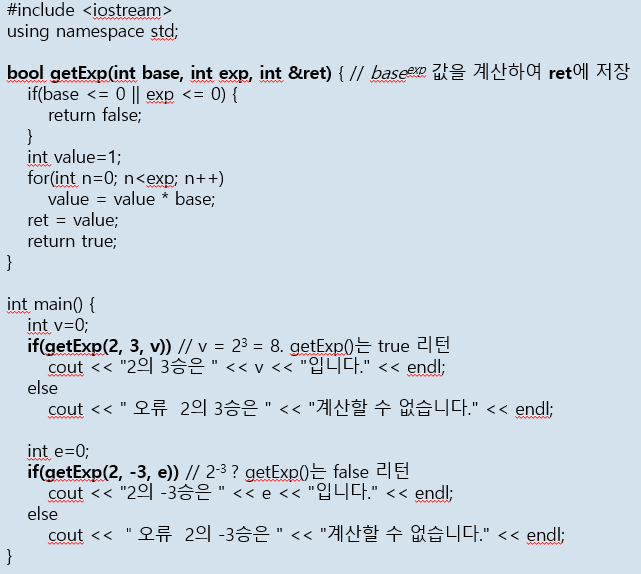 #include <iostream>
using namespace std;
bool getExp(int base, int exp, int &ret) { // base^exp 값을 계산하여 ret에 저장
if(base <= 0 || exp <= 0) {
return false;
}
int value=1;
for(int n=0; n<exp; n++)
value = value * base;
ret = value;
return true;
}
int main() {
int v=0;
if(getExp(2, 3, v)) // v = 2³ = 8. getExp()는 true 리턴
cout << "2의 3승은 " << v << "입니다." << endl;
else
cout << " 오류  2의 3승은 " << "계산할 수 없습니다." << endl;
int e=0;
if(getExp(2, -3, e)) // 2⁻³ ? getExp()는 false 리턴
cout << "2의 -3승은 " << e << "입니다." << endl;
else
cout <<  " 오류  2의 -3승은 " << "계산할 수 없습니다." << endl;
}